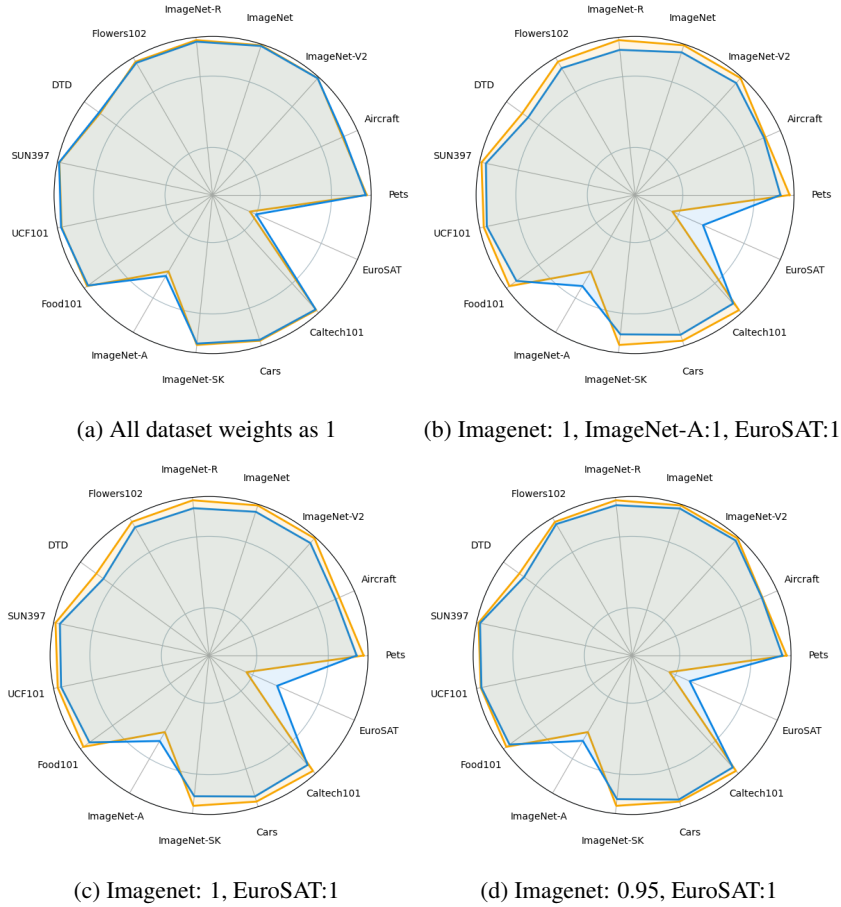 ImageNet-R
ImageNet
Flowers102
ImageNet-V2
DTD
Aircraft
SUN397
Pets
UCF101
EuroSAT
Food101
Caltech101
ImageNet-A
Cars
ImageNet-SK
(a) All dataset weights as 1
ImageNet-R
ImageNet
Flowers102
ImageNet-V2
DTD
Aircraft
SUN397
Pets
UCF101
EuroSAT
Food101
Caltech101
ImageNet-A
Cars
ImageNet-SK
(b) Imagenet: 1, ImageNet-A:1, EuroSAT:1
ImageNet-R
ImageNet
Flowers102
ImageNet-V2
DTD
Aircraft
SUN397
Pets
UCF101
EuroSAT
Food101
Caltech101
ImageNet-A
Cars
ImageNet-SK
(c) Imagenet: 1, EuroSAT:1
ImageNet-R
ImageNet
Flowers102
ImageNet-V2
DTD
Aircraft
SUN397
Pets
UCF101
EuroSAT
Food101
Caltech101
ImageNet-A
Cars
ImageNet-SK
(d) Imagenet: 0.95, EuroSAT:1